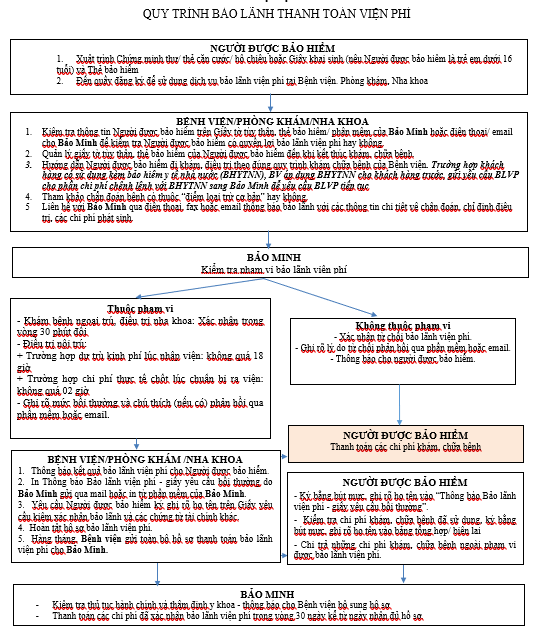 QUY TRÌNH BẢO LÃNH THANH TOÁN VIỆN PHÍ
NGƯỜI ĐƯỢC BẢO HIỂM
1. Xuất trình Chứng minh thư/ thẻ căn cước/ hộ chiếu hoặc Giấy khai sinh (nếu Người được bảo hiểm là trẻ em dưới 16
tuổi) và Thẻ bảo hiểm
2. Đến quầy đăng ký để sử dụng dịch vụ bảo lãnh viện phí tại Bệnh viện. Phòng khám, Nha khoa
BỆNH VIỆN/PHÒNG KHÁM/NHA KHOA
1. Kiểm tra thông tin Người được bảo hiểm trên Giấy tờ tùy thân, thẻ bảo hiểm/ phần mềm của Bảo Minh hoặc điện thoại/ email
cho Bảo Minh để kiểm tra Người được bảo hiểm có quyền lợi bảo lãnh viện phí hay không.
2. Quản lý giấy tờ tùy thân, thẻ bảo hiểm của Người được bảo hiểm đến khi kết thúc khám, chữa bệnh.
3. Hướng dẫn Người được bảo hiểm đi khám, điều trị theo đúng quy trình khám chữa bệnh của Bệnh viện. Trường hợp khách
hàng có sử dụng kèm bảo hiểm y tế nhà nước (BHYTNN), BV áp dụng BHYTNN cho khách hàng trước, gửi yêu cầu BLVP
cho phần chi phí chênh lệnh với BHYTNN sang Bảo Minh để yêu cầu BLVP tiếp tục
4. Tham khảo chẩn đoán bệnh có thuộc "điểm loại trừ cơ bản" hay không.
5 Liên hệ với Bảo Minh qua điện thoại, fax hoặc email thông báo bảo lãnh với các thông tin chi tiết về chẩn đoán, chỉ định điều
trị, các chi phí phát sinh.
BẢO MINH
Kiểm tra phạm vi bảo lãnh viện phí
Thuộc phạm vi
- Khám bệnh ngoại trú, điều trị nha khoa: Xác nhận trong
vòng 30 phút đối
- Điều trị nội trú:
+ Trường hợp dự trù kinh phí lúc nhận viện: không quá 18
giờ
+ Trường hợp chi phí thực tế chốt lúc chuẩn bị ra viện:
không quá 02 giờ
- Ghi rõ mức bồi thường và chú thích (nếu có) phản hồi qua
phần mềm hoặc email.
Không thuộc phạm vi
- Xác nhận từ chối bảo lãnh viện phí.
- Ghi rõ lý do từ chối phản hồi qua phần mềm hoặc email.
- Thông báo cho người được bảo hiểm.
NGƯỜI ĐƯỢC BẢO HIỂM
Thanh toán các chi phí khám, chữa bệnh
BỆNH VIỆN/PHÒNG KHÁM /NHA KHOA
1. Thông báo kết quả bảo lãnh viện phí cho Người được bảo hiểm.
2. In Thông báo Bảo lãnh viện phí - giấy yêu cầu bồi thường do
Bảo Minh gửi qua mail hoặc in từ phần mềm của Bảo Minh.
3. Yêu cầu Người được bảo hiểm ký ghi rõ họ tên trên Giấy yêu
cầu kiêm xác nhận bảo lãnh và các chứng từ tài chính khác.
4. Hoàn tất hồ sơ bảo lãnh viện phí.
5. Hàng tháng, Bệnh viện gửi toàn bộ hồ sơ thanh toán bảo lãnh
viện phí cho Bảo Minh.
NGƯỜI ĐƯỢC BẢO HIỂM
- Ký bằng bút mực, ghi rõ họ tên vào "Thông báo Bảo lãnh
viện phí - giấy yêu cầu bồi thường".
- Kiểm tra chi phí khám, chữa bệnh đã sử dụng, ký bằng
bút mực, ghi rõ họ tên vào bảng tổng hợp/ biên lai
- Chi trả những chi phí khám, chữa bệnh ngoài phạm vi
được bảo lãnh viện phí.
BẢO MINH
- Kiểm tra thủ tục hành chính và thẩm định y khoa - thông báo cho Bệnh viện bổ sung hồ sơ.
- Thanh toán các chi phí đã xác nhận bảo lãnh viện phí trong vòng 30 ngày kể từ ngày nhận đủ hồ sơ.